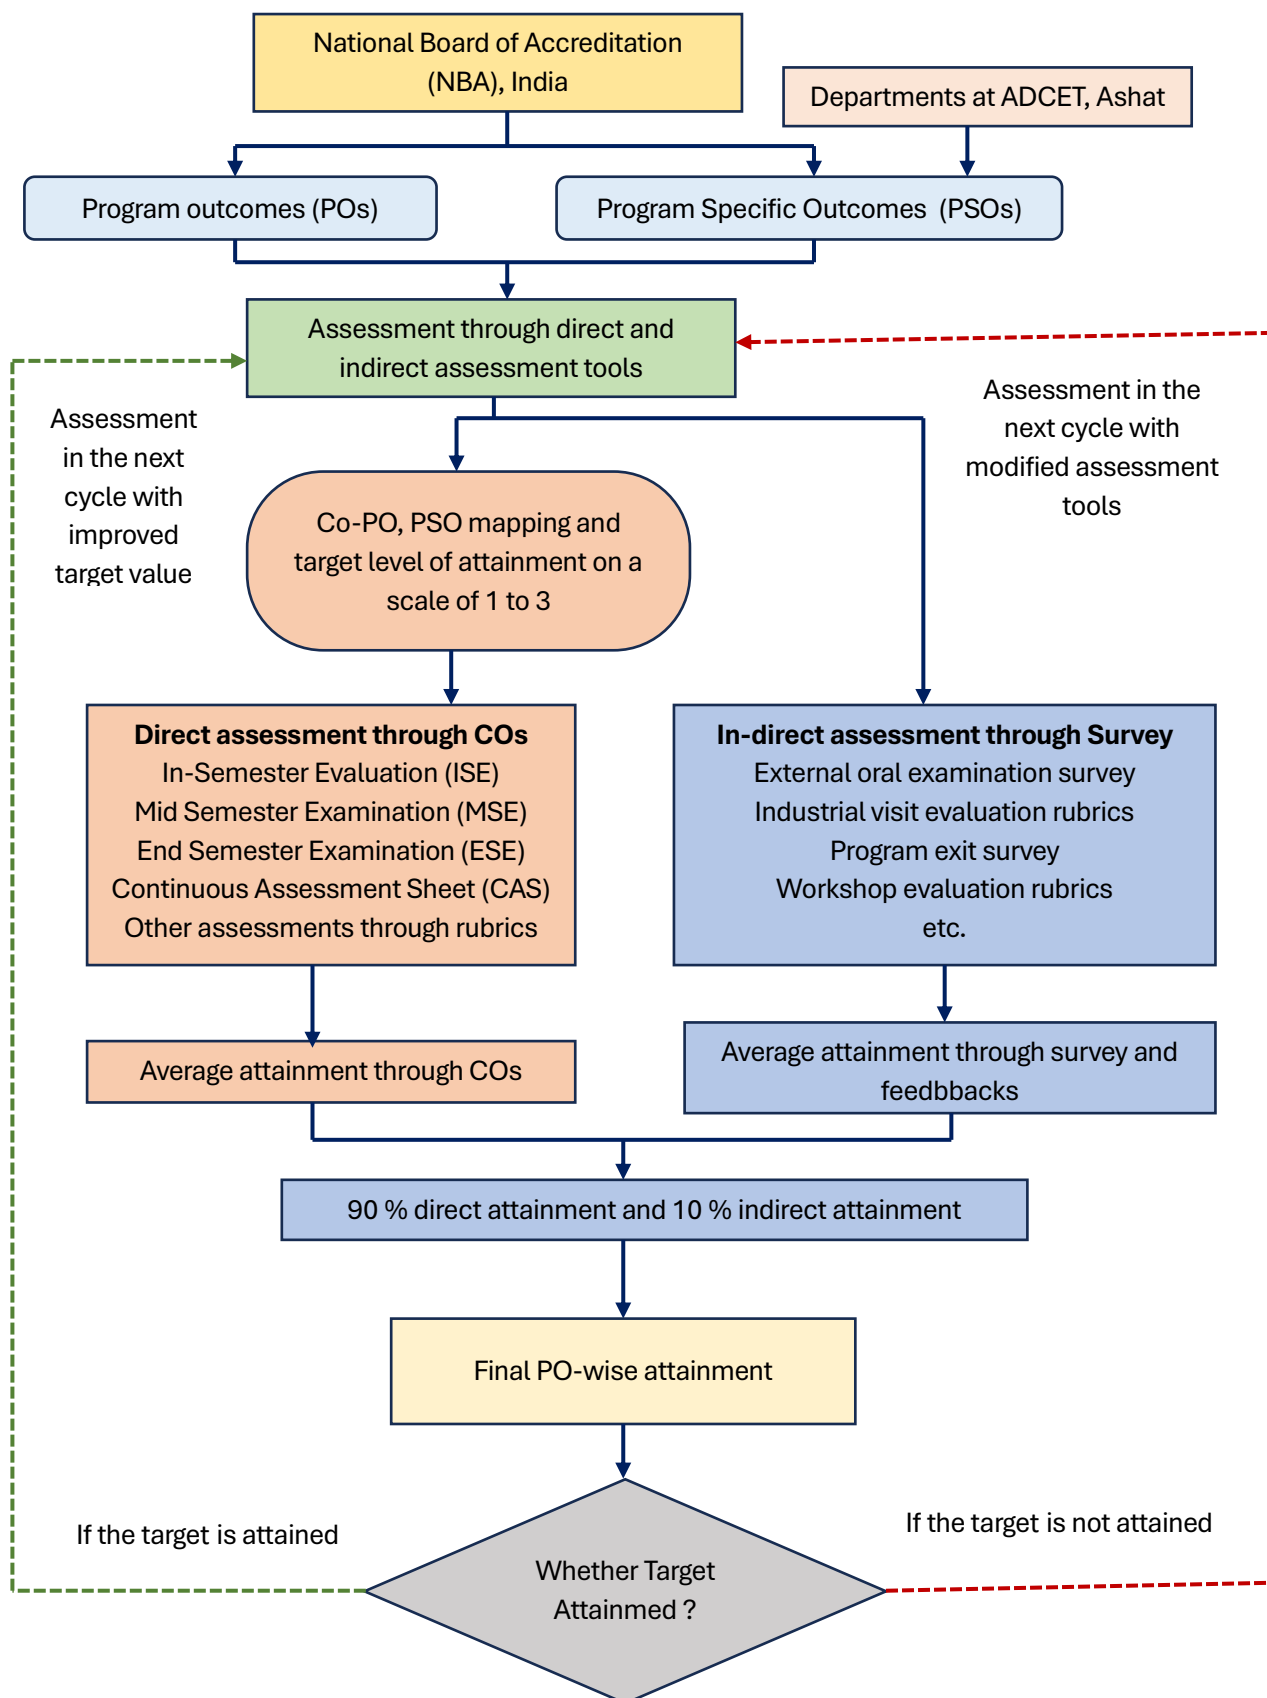 National Board of Accreditation
(NBA), India
Departments at ADCET, Ashat
Program outcomes (POs)
Program Specific Outcomes (PSOs)
Assessment through direct and
indirect assessment tools
Assessment
in the next
cycle with
improved
target value
Assessment in the
next cycle with
modified assessment
tools
Co-PO, PSO mapping and
target level of attainment on a
scale of 1 to 3
Direct assessment through COs
In-Semester Evaluation (ISE)
Mid Semester Examination (MSE)
End Semester Examination (ESE)
Continuous Assessment Sheet (CAS)
Other assessments through rubrics
In-direct assessment through Survey
External oral examination survey
Industrial visit evaluation rubrics
Program exit survey
Workshop evaluation rubrics
etc.
Average attainment through COs
Average attainment through survey and
feedbbacks
90 % direct attainment and 10 % indirect attainment
Final PO-wise attainment
If the target is attained
If the target is not attained
Whether Target
Attainmed ?